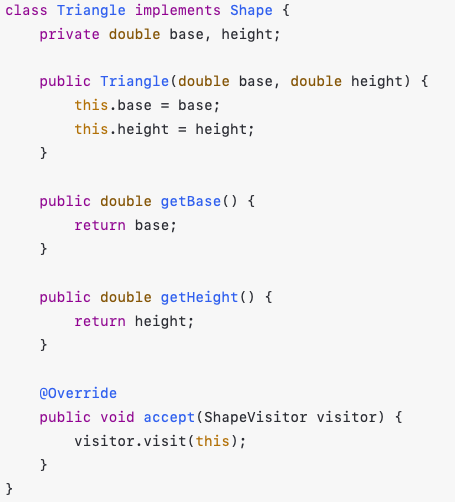 class Triangle implements Shape {
    private double base, height;

    public Triangle(double base, double height) {
        this.base = base;
        this.height = height;
    }

    public double getBase() {
        return base;
    }

    public double getHeight() {
        return height;
    }

    @Override
    public void accept(ShapeVisitor visitor) {
        visitor.visit(this);
    }
}